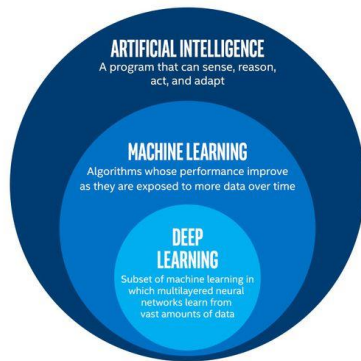 ARTIFICIAL INTELLIGENCE
A program that can sense, reason,
act, and adapt
MACHINE LEARNING
Algorithms whose performance improve
as they are exposed to more data over time
DEEP
LEARNING
Subset of machine learning in
which multilayered neural
networks learn from
vast amounts of data